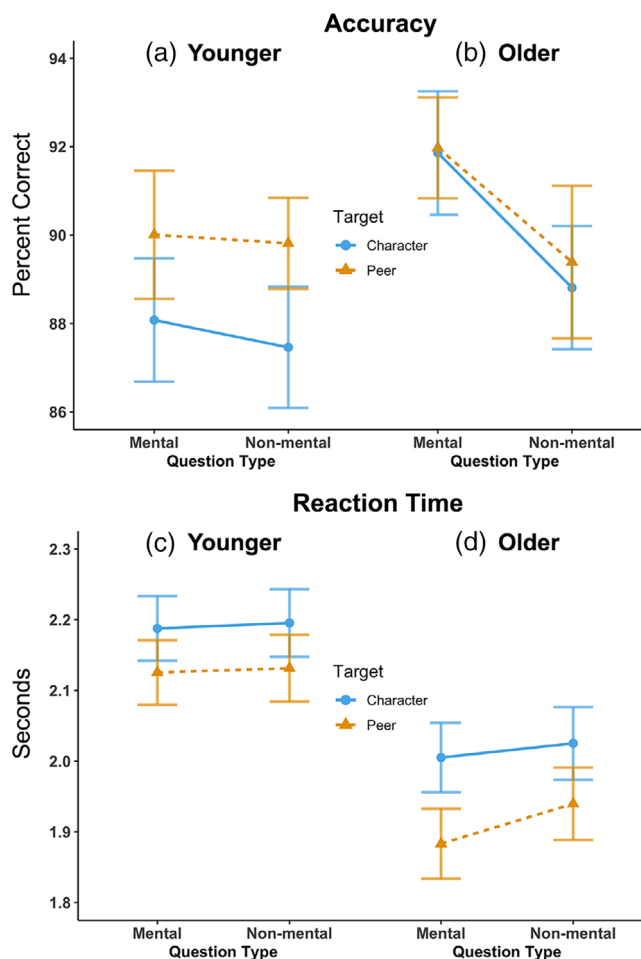 Accuracy
(a) Younger
(b) Older
Percent Correct
94
92
90
88
86
Target
Character
Peer
Mental
Non-mental
Question Type
Mental
Non-mental
Question Type
Reaction Time
(c) Younger
(d) Older
Seconds
2.3
2.2
2.1
2.0
1.9
1.8
Target
Character
Peer
Mental
Non-mental
Question Type
Mental
Non-mental
Question Type